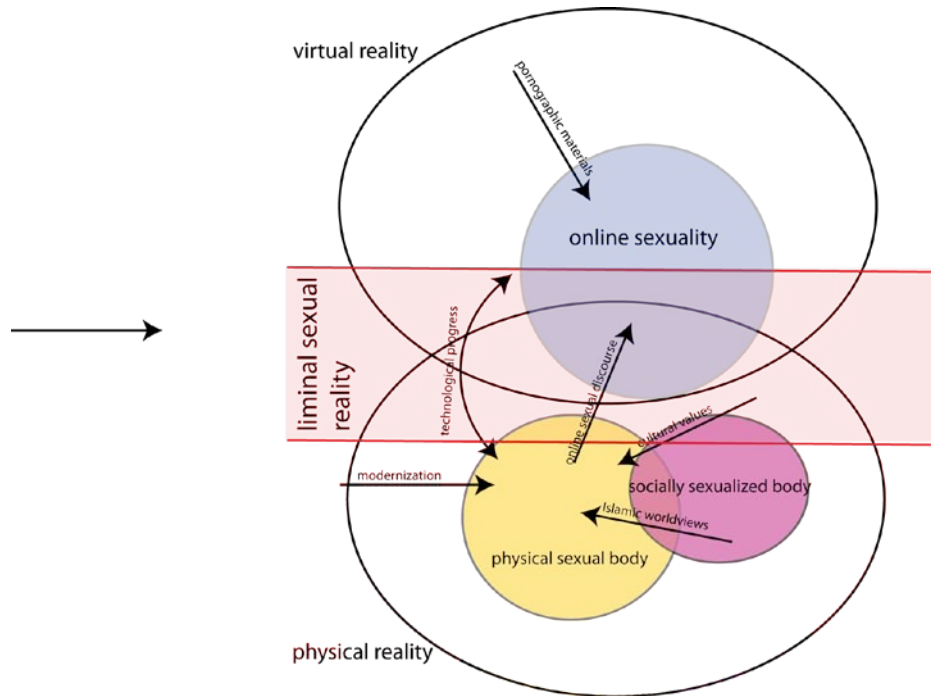 virtual reality
pornographic materials
online sexuality
liminal sexual
reality
technological progress
online sexual discourse
cultural values
modernization
socially sexualized body
Islamic worldviews
physical sexual body
physical reality